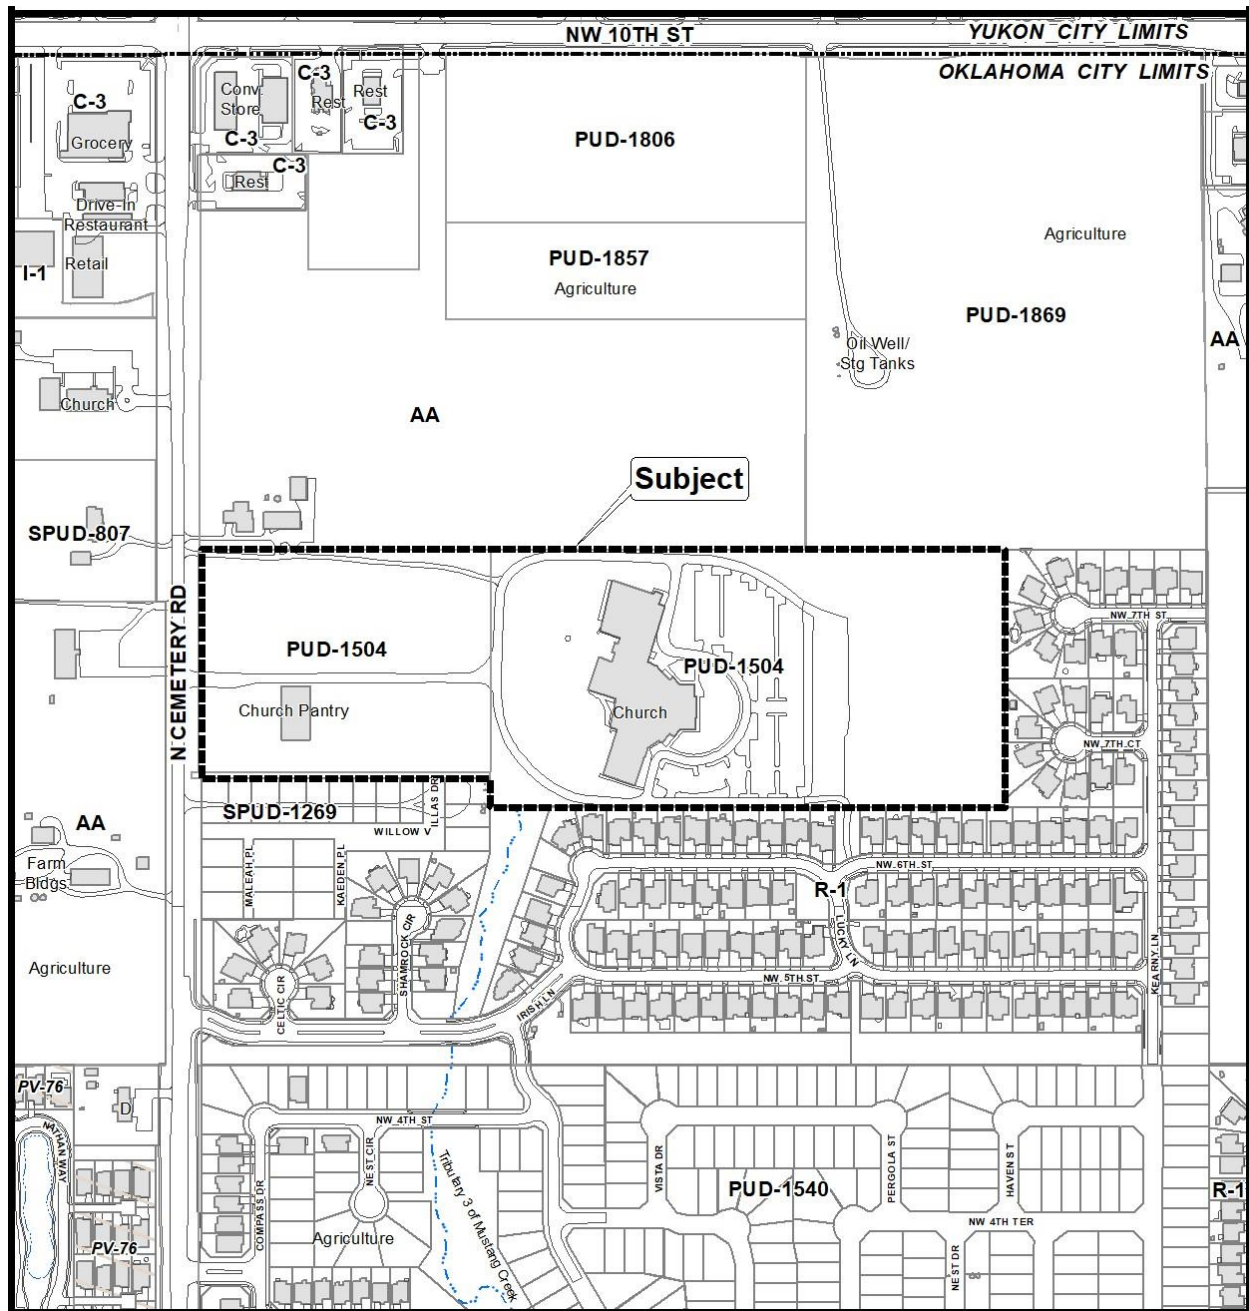 NW 10TH ST
YUKON CITY LIMITS
OKLAHOMA CITY LIMITS
C-3
Grocery
Conv
Store
C-3
C-3
Rest
Rest
C-3
C-3
Rest
Drive-In
Restaurant
Retail
I-1
PUD-1806
PUD-1857
Agriculture
Agriculture
PUD-1869
AA
Oil Well/
Stg Tanks
Church
AA
Subject
SPUD-807
N CEMETERY RD
PUD-1504
Church Pantry
PUD-1504
Church
NW 7TH ST
NW 7TH CT
SPUD-1269
WILLOW V
ILLAS DR
AA
Farm
Bldgs
MALEAH PL
KAEDEN PL
NW 6TH ST
R-1
LUCKY LN
SHAMROCK CIR
CELTIC CIR
Agriculture
NW 5TH ST
IRISH LN
KEARNY LN
PV-76
D
NATHAN WAY
NW 4TH ST
NEST CIR
COMPASS DR
Agriculture
Tributary 3 of Mustang Creek
VISTA DR
PUD-1540
PERGOLA ST
HAVEN ST
NW 4TH TER
NEST DR
R-1
PV-76